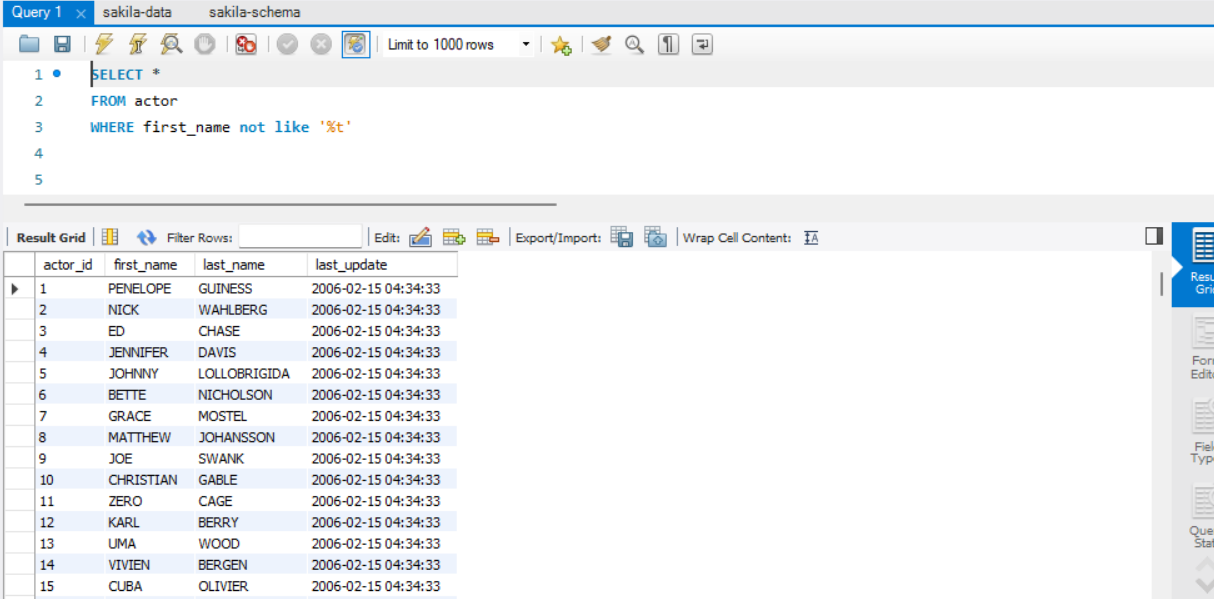 Query 1 sakila-data sakila-schema
Limit to 1000 rows
1 SELECT *
2 FROM actor
3 WHERE first_name not like '%t'
4
5
Result Grid Filter Rows: Edit: Export/Import: Wrap Cell Content:
actor_id first_name last_name last_update
1 PENELOPE GUINESS 2006-02-15 04:34:33
2 NICK WAHLBERG 2006-02-15 04:34:33
3 ED CHASE 2006-02-15 04:34:33
4 JENNIFER DAVIS 2006-02-15 04:34:33
5 JOHNNY LOLLOBRIGIDA 2006-02-15 04:34:33
6 BETTE NICHOLSON 2006-02-15 04:34:33
7 GRACE MOSTEL 2006-02-15 04:34:33
8 MATTHEW JOHANSSON 2006-02-15 04:34:33
9 JOE SWANK 2006-02-15 04:34:33
10 CHRISTIAN GABLE 2006-02-15 04:34:33
11 ZERO CAGE 2006-02-15 04:34:33
12 KARL BERRY 2006-02-15 04:34:33
13 UMA WOOD 2006-02-15 04:34:33
14 VIVIEN BERGEN 2006-02-15 04:34:33
15 CUBA OLIVIER 2006-02-15 04:34:33